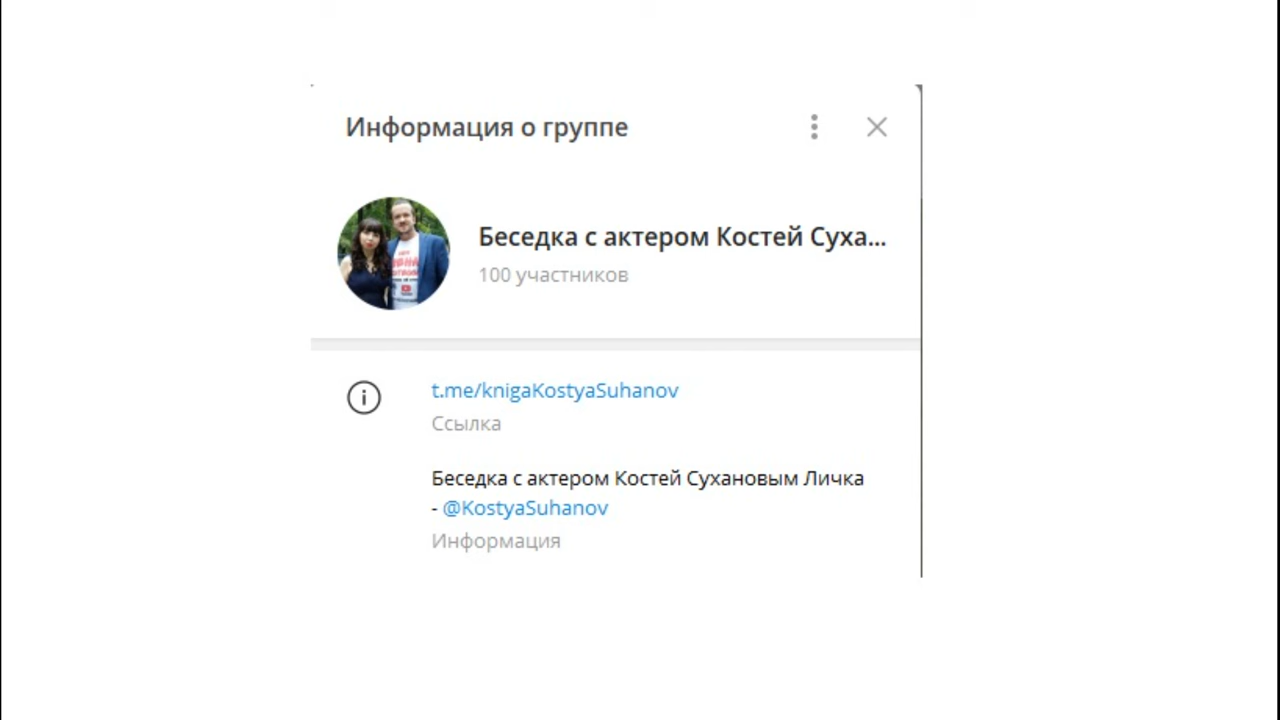 Информация о группе
Беседка с актером Костей Суха...
100 участников
t.me/knigaKostyaSuhanov
Ссылка
Беседка с актером Костей Сухановым Личка
- @KostyaSuhanov
Информация